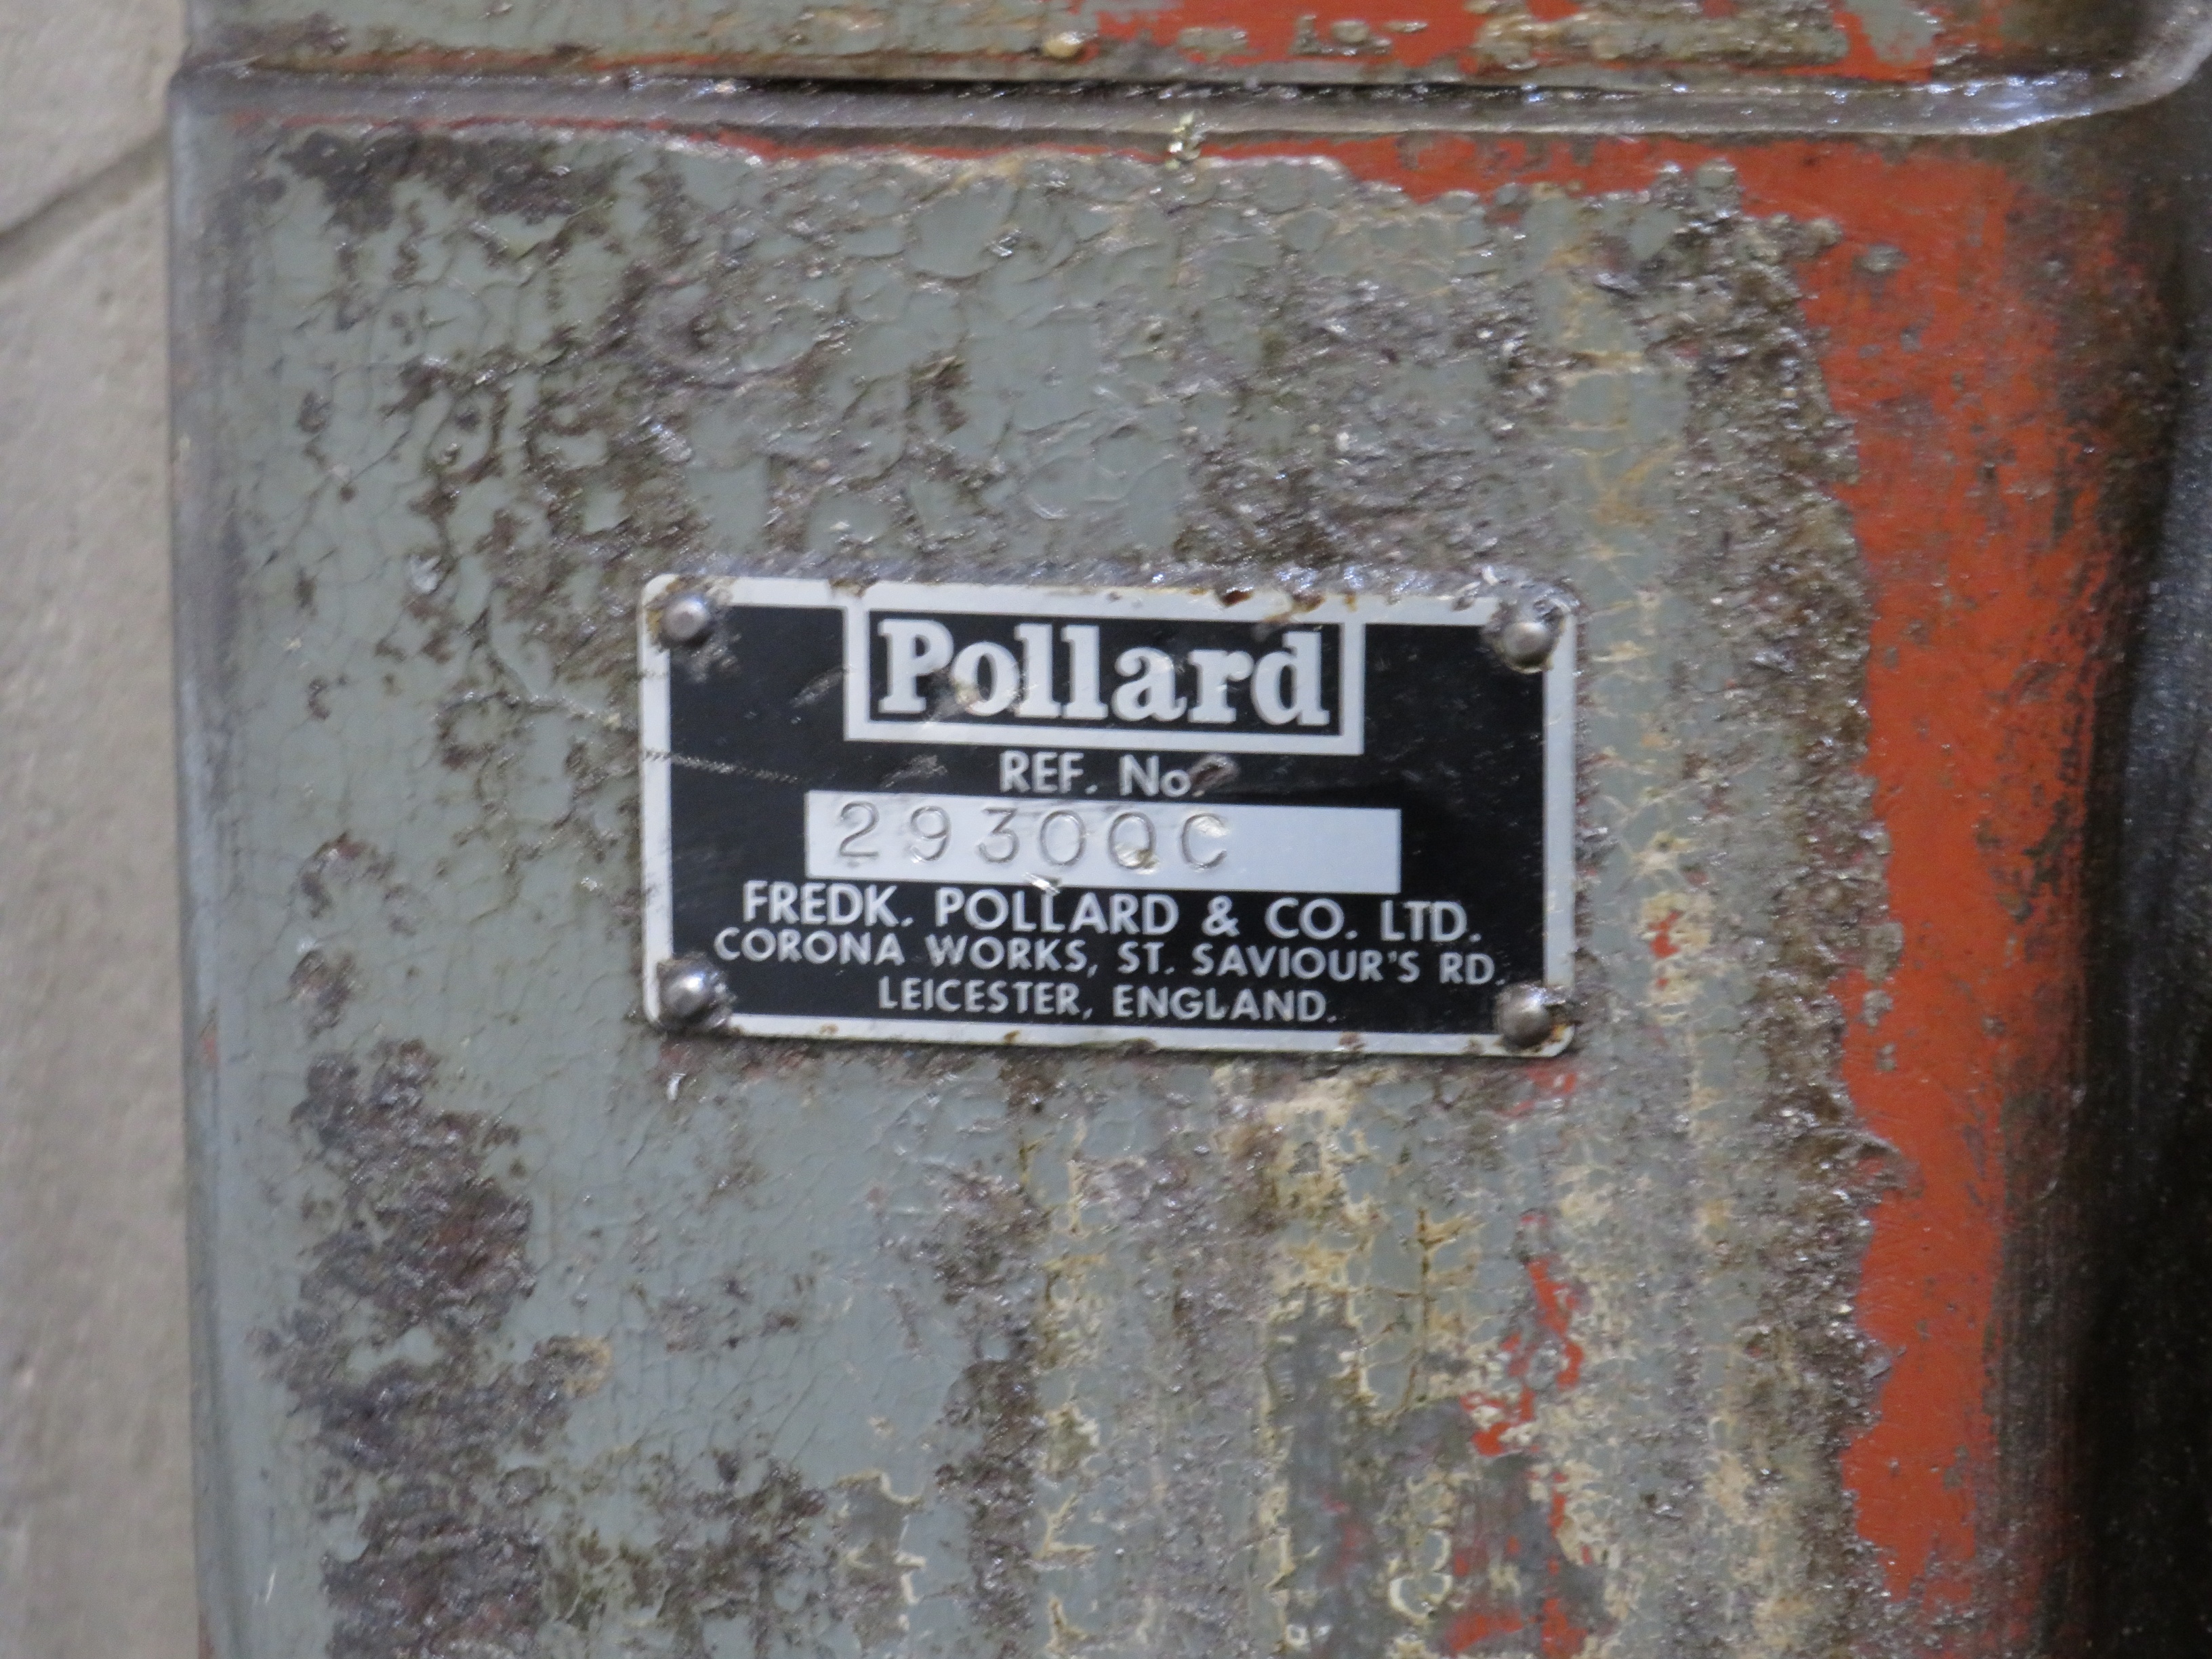 Pollard
REF. No.
29300C
FREDK. POLLARD & CO. LTD.
CORONA WORKS, ST. SAVIOUR'S RD.
LEICESTER, ENGLAND.